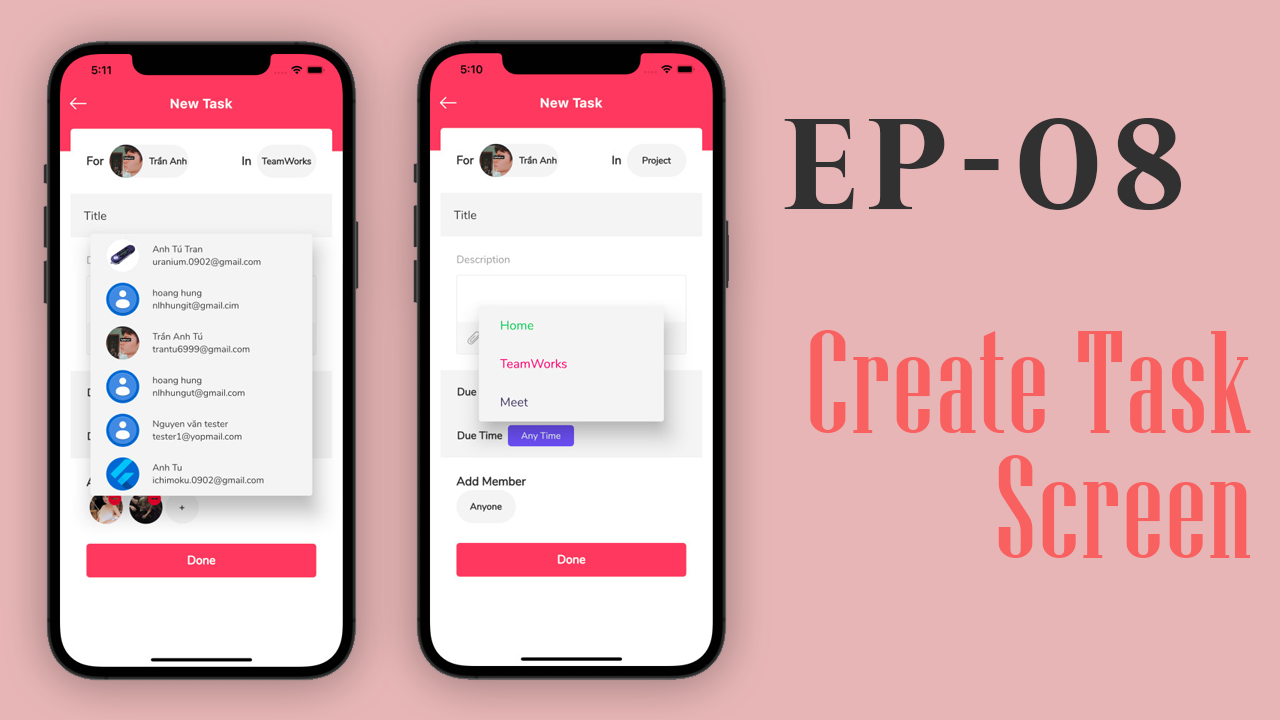 5:11
New Task
For Trần Anh In TeamWorks
Title
Anh Tú Tran
uranium.0902@gmail.com
hoang hung
nlhhungit@gmail.cim
Trần Anh Tú
trantu6999@gmail.com
hoang hung
nlhhungut@gmail.com
Nguyen văn tester
tester1@yopmail.com
Anh Tu
ichimoku.0902@gmail.com
+
Done
5:10
New Task
For Trần Anh In Project
Title
Description
Home
TeamWorks
Meet
Due
Due Time Any Time
Add Member
Anyone
Done
EP-08
Create Task
Screen